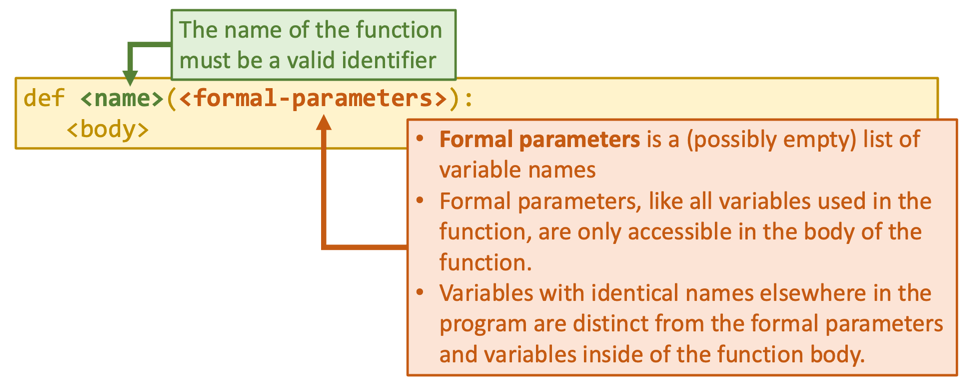 The name of the function
must be a valid identifier
def <name>(<formal-parameters>):
<body>
• Formal parameters is a (possibly empty) list of
variable names
• Formal parameters, like all variables used in the
function, are only accessible in the body of the
function.
• Variables with identical names elsewhere in the
program are distinct from the formal parameters
and variables inside of the function body.